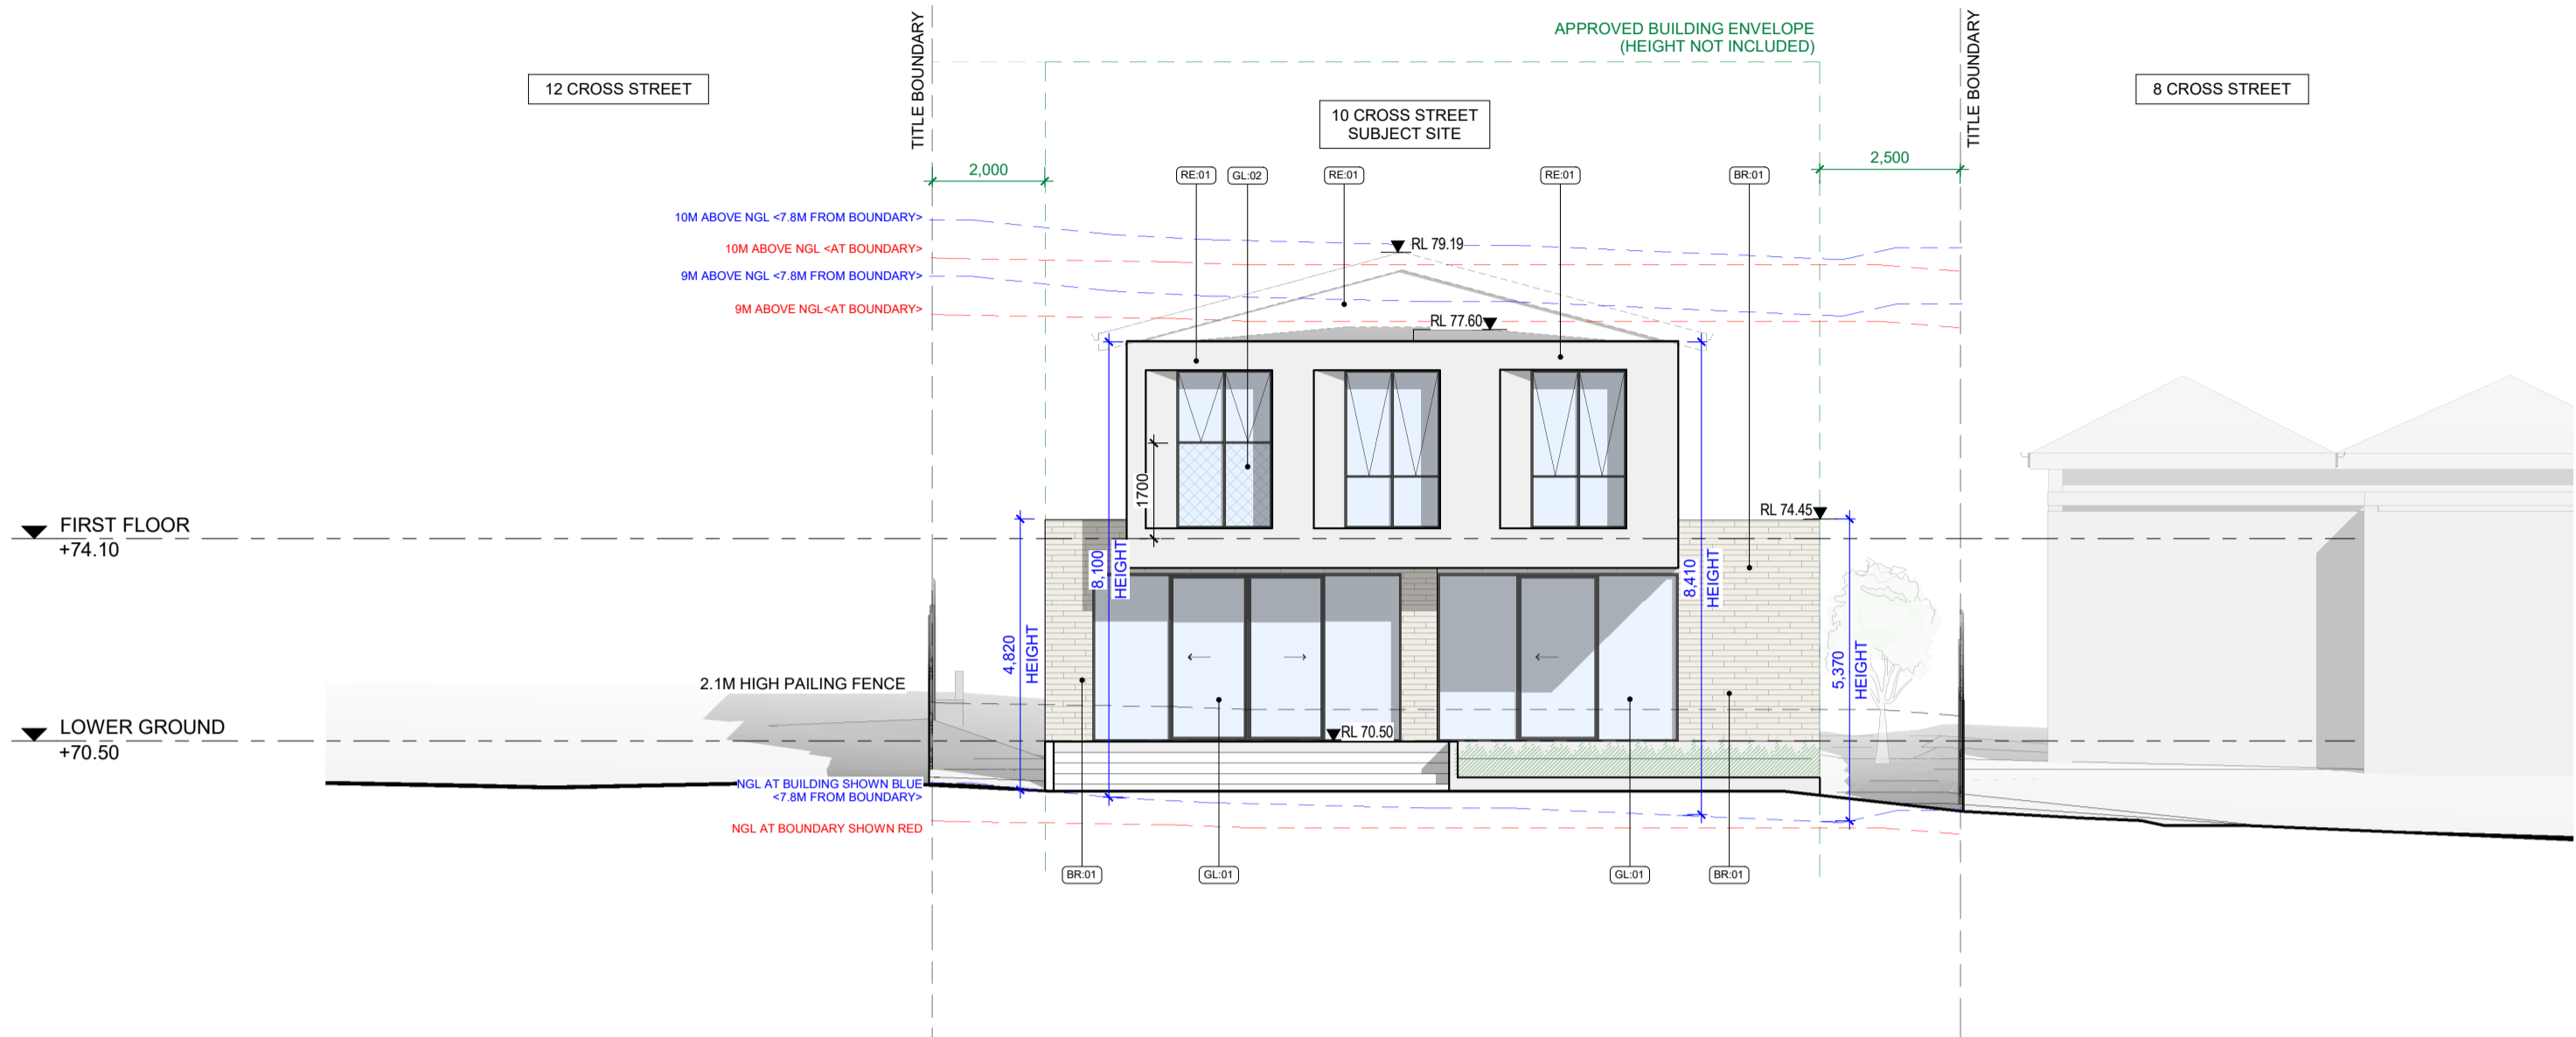 APPROVED BUILDING ENVELOPE
(HEIGHT NOT INCLUDED)
TITLE BOUNDARY
TITLE BOUNDARY
12 CROSS STREET
10 CROSS STREET
SUBJECT SITE
8 CROSS STREET
2,000
2,500
RE:01
GL:02
RE:01
RE:01
BR:01
10M ABOVE NGL <7.8M FROM BOUNDARY>
10M ABOVE NGL <AT BOUNDARY>
9M ABOVE NGL <7.8M FROM BOUNDARY>
9M ABOVE NGL<AT BOUNDARY>
RL 79.19
RL 77.60
1700
RL 74.45
FIRST FLOOR
+74.10
8,100
HEIGHT
8,410
HEIGHT
4,820
HEIGHT
5,370
HEIGHT
2.1M HIGH PAILING FENCE
LOWER GROUND
+70.50
RL 70.50
NGL AT BUILDING SHOWN BLUE
<7.8M FROM BOUNDARY>
NGL AT BOUNDARY SHOWN RED
BR:01
GL:01
GL:01
BR:01